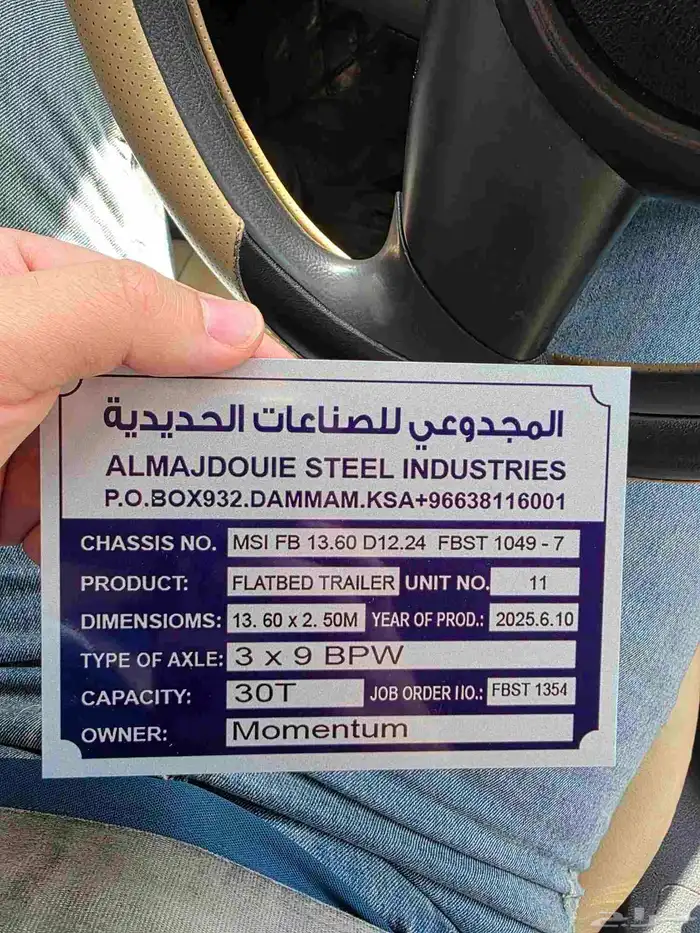 المجدوعي للصناعات الحديدية
ALMAJDOUIE STEEL INDUSTRIES
P.O.BOX932.DAMMAM.KSA+96638116001
CHASSIS NO. MSI FB 13.60 D12.24 FBST 1049 - 7
PRODUCT: FLATBED TRAILER UNIT NO. 11
DIMENSIOMS: 13. 60 x 2. 50M YEAR OF PROD.: 2025.6.10
TYPE OF AXLE: 3 x 9 BPW
CAPACITY: 30T JOB ORDER IIO.: FBST 1354
OWNER: Momentum
حراج